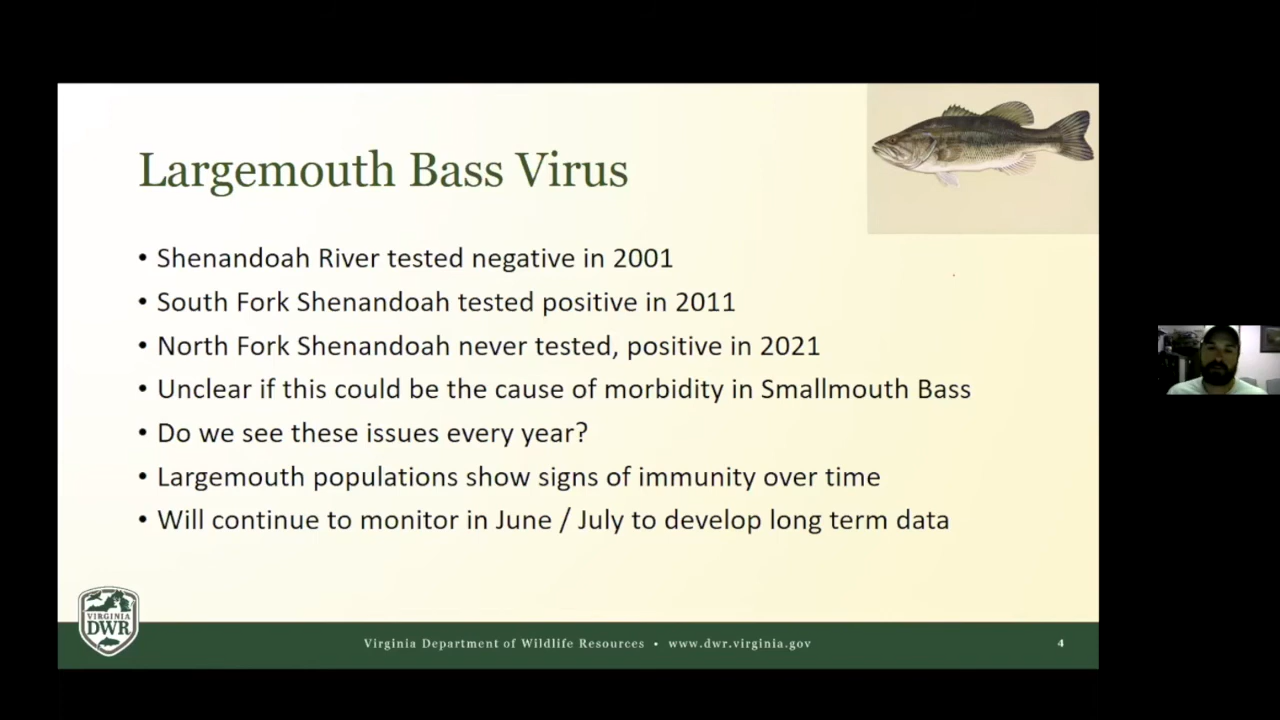 Largemouth Bass Virus
• Shenandoah River tested negative in 2001
• South Fork Shenandoah tested positive in 2011
• North Fork Shenandoah never tested, positive in 2021
• Unclear if this could be the cause of morbidity in Smallmouth Bass
• Do we see these issues every year?
• Largemouth populations show signs of immunity over time
• Will continue to monitor in June / July to develop long term data
VIRGINIA
DWR
Virginia Department of Wildlife Resources • www.dwr.virginia.gov
4